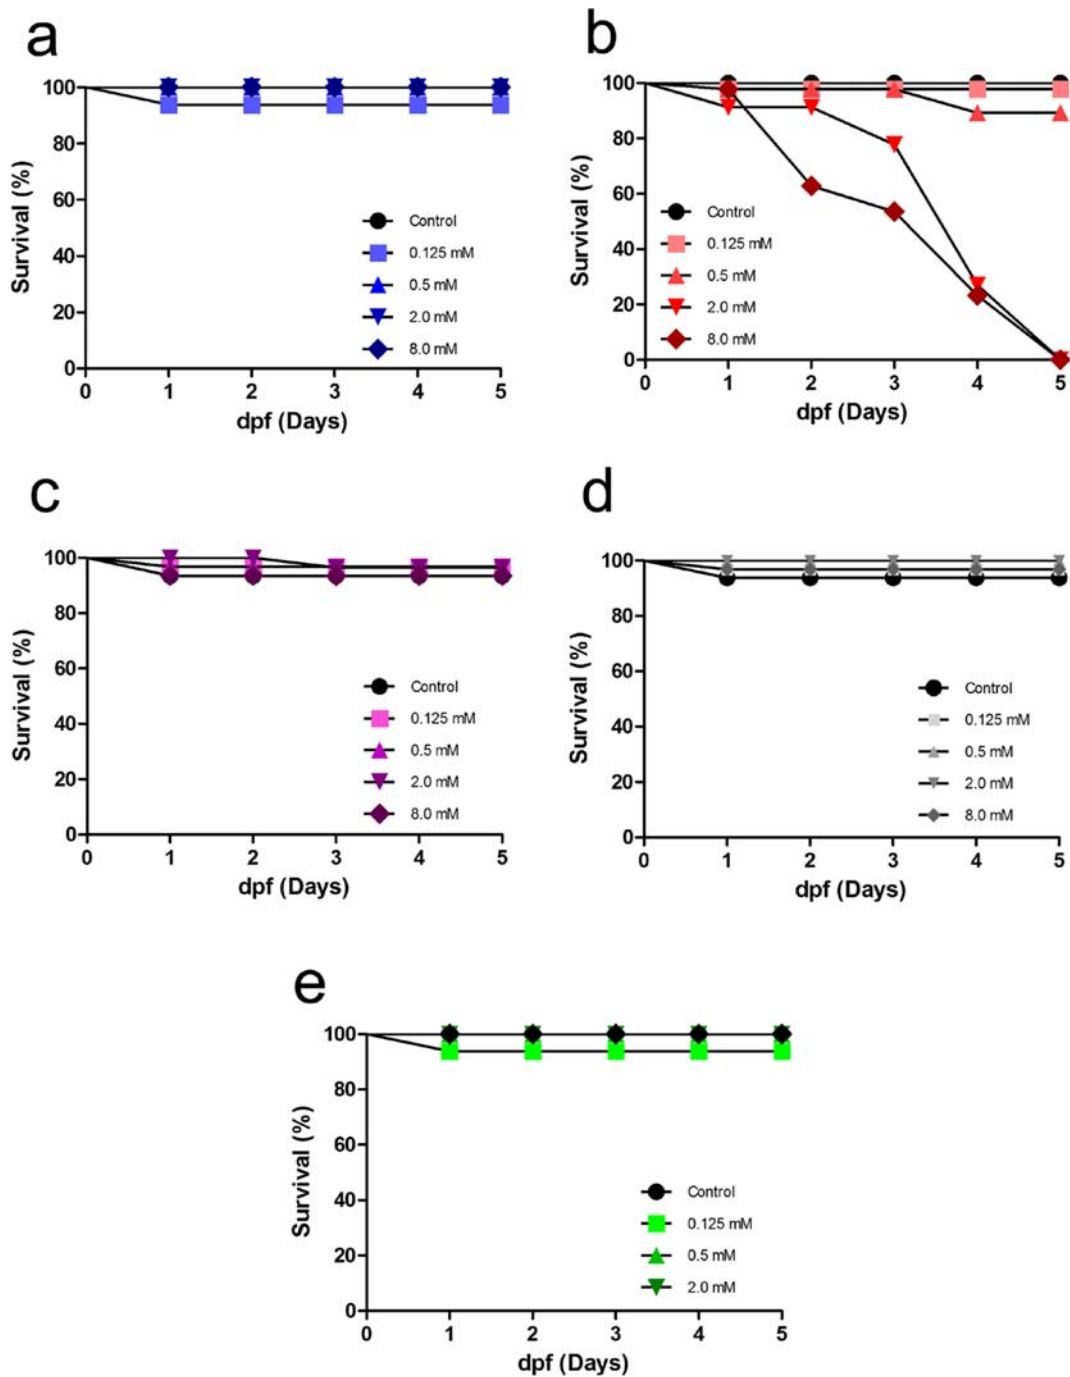 a
b
100
80
60
40
20
0
Survival (%)
Control
0.125 mM
0.5 mM
2.0 mM
8.0 mM
0 1 2 3 4 5
dpf (Days)
100
80
60
40
20
0
Survival (%)
Control
0.125 mM
0.5 mM
2.0 mM
8.0 mM
0 1 2 3 4 5
dpf (Days)
c
d
100
80
60
40
20
0
Survival (%)
Control
0.125 mM
0.5 mM
2.0 mM
8.0 mM
0 1 2 3 4 5
dpf (Days)
100
80
60
40
20
0
Survival (%)
Control
0.125 mM
0.5 mM
2.0 mM
8.0 mM
0 1 2 3 4 5
dpf (Days)
e
100
80
60
40
20
0
Survival (%)
Control
0.125 mM
0.5 mM
2.0 mM
0 1 2 3 4 5
dpf (Days)